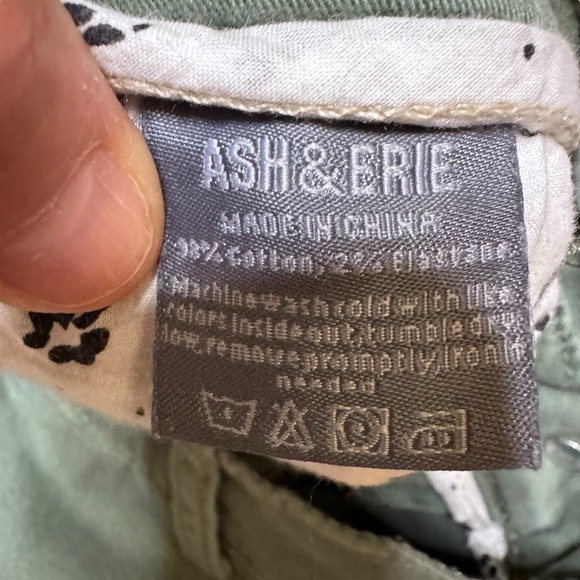 ASH & ERIE
MADE IN CHINA
98% Cotton, 2% Elastane
Machine wash cold with like
colors inside out, tumble dry
low, remove promptly, iron if
needed